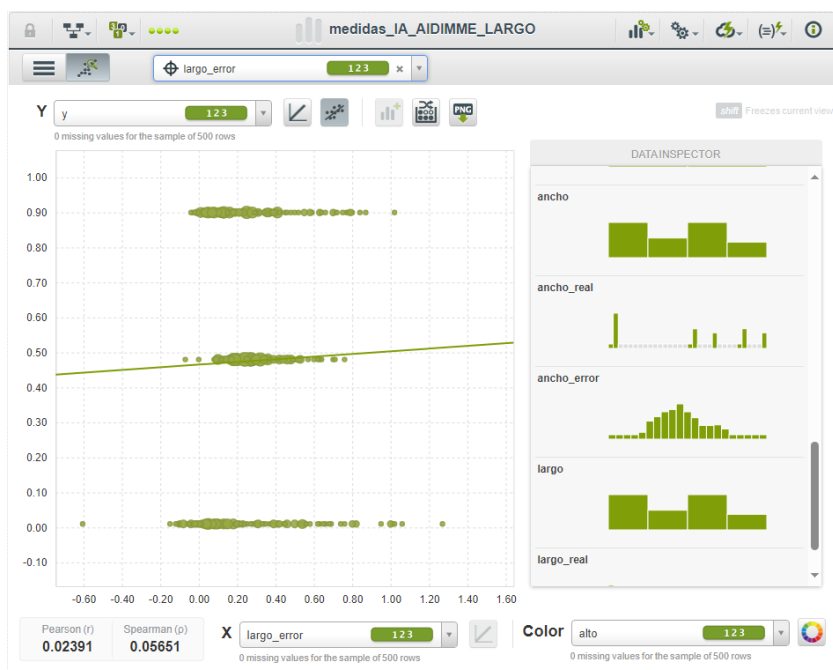 medidas_IA_AIDIMME_LARGO
largo_error 123 ×
Y y 123
0 missing values for the sample of 500 rows
PNG
shift Freezes current view
DATA INSPECTOR
1.00
0.90
0.80
0.70
0.60
0.50
0.40
0.30
0.20
0.10
0.00
-0.10
-0.60 -0.40 -0.20 0.00 0.20 0.40 0.60 0.80 1.00 1.20 1.40 1.60
ancho
ancho_real
ancho_error
largo
largo_real
Pearson (r) Spearman (ρ)
0.02391 0.05651
X largo_error 123
0 missing values for the sample of 500 rows
Color alto 123
0 missing values for the sample of 500 rows